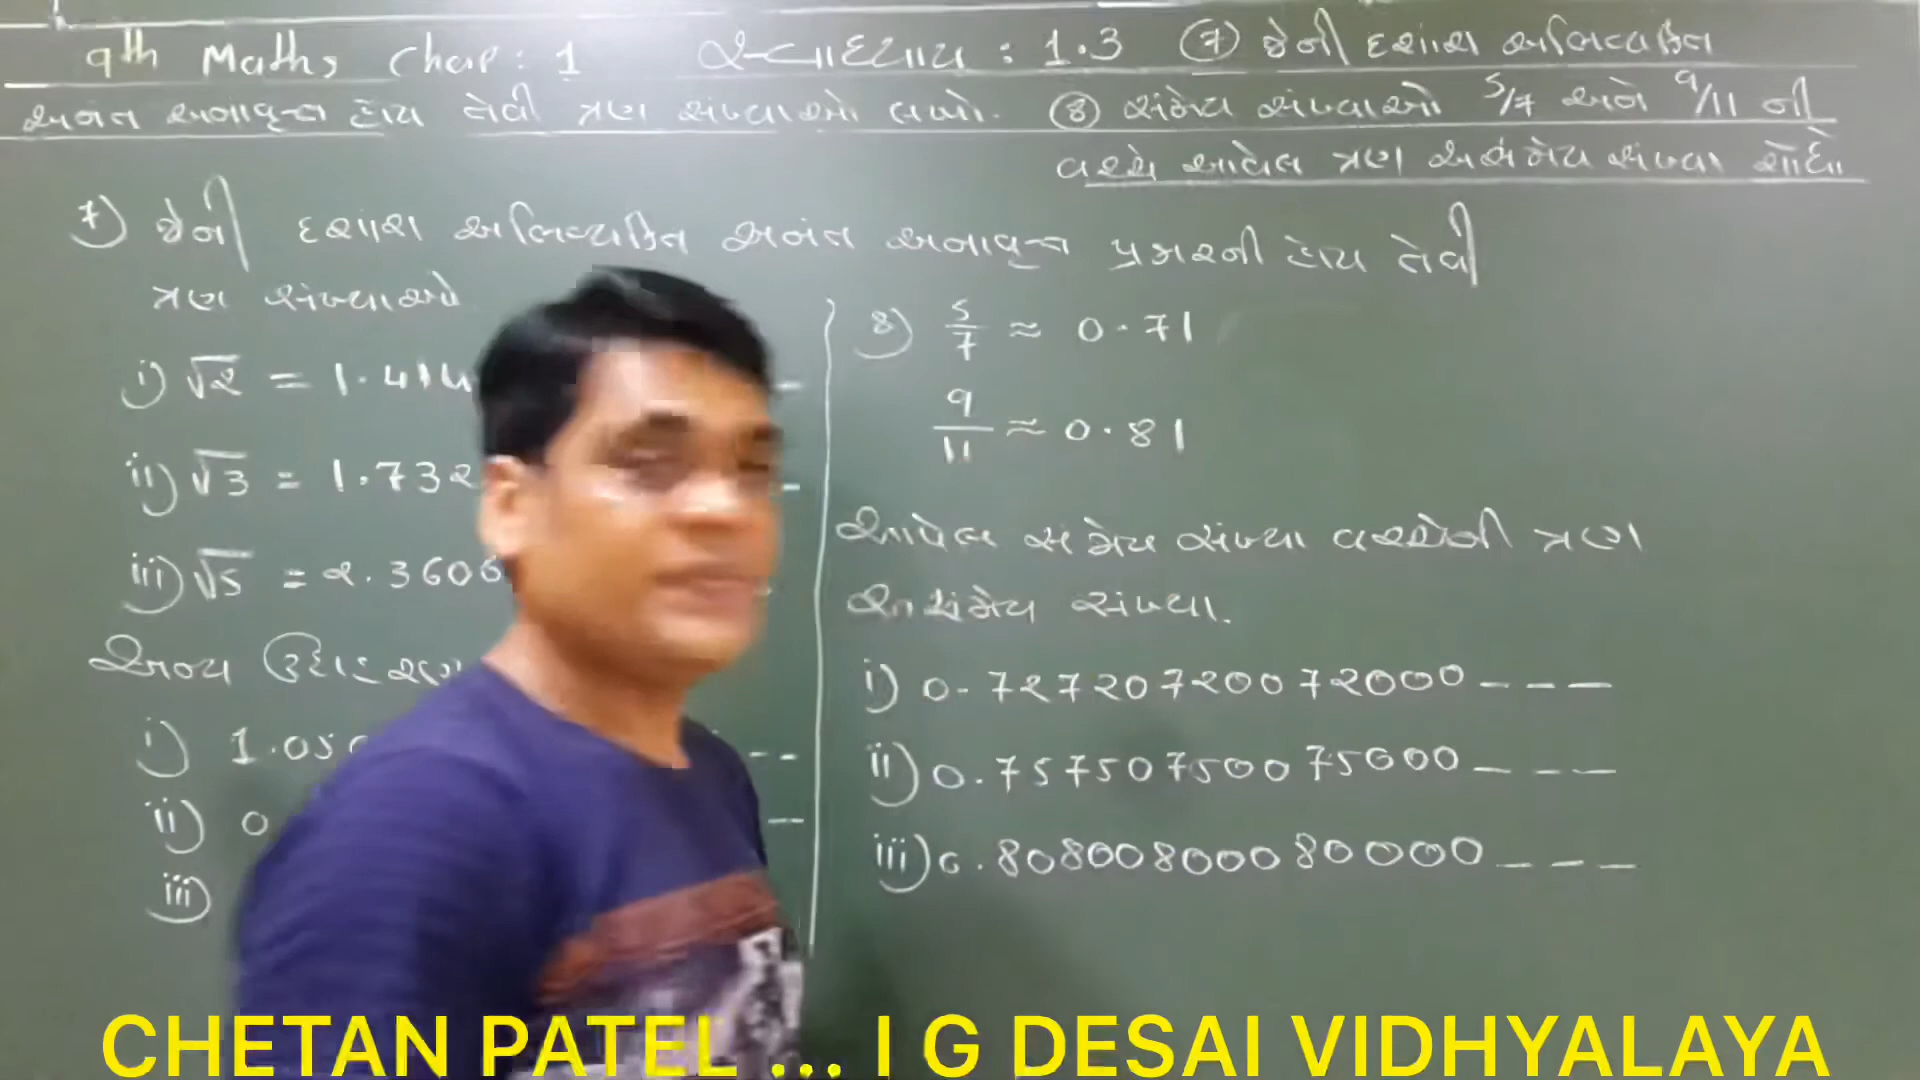 9th Maths Chap : 1 સ્વાધ્યાય : 1.3 (7) જેની દશાંશ અભિવ્યક્તિ
અનંત અનાવૃત્ત હોય તેવી ત્રણ સંખ્યાઓ લખો. (8) સંમેય સંખ્યાઓ 5/7 અને 9/11 ની
વચ્ચે આવેલ ત્રણ અસંમેય સંખ્યા શોધો
7) જેની દશાંશ અભિવ્યક્તિ અનંત અનાવૃત્ત પ્રકારની હોય તેવી
ત્રણ સંખ્યાઓ
i) √2 = 1.414
ii) √3 = 1.732
iii) √5 = 2.3606
અન્ય ઉદાહરણ
i) 1.05
ii) 0
iii)
8) 5/7 ≈ 0.71
9/11 ≈ 0.81
આપેલ સંમેય સંખ્યા વચ્ચેની ત્રણ
અસંમેય સંખ્યા.
i) 0.72720720072000---
ii) 0.75750750075000---
iii) 0.80800800080000---
CHETAN PATEL ... I G DESAI VIDHYALAYA